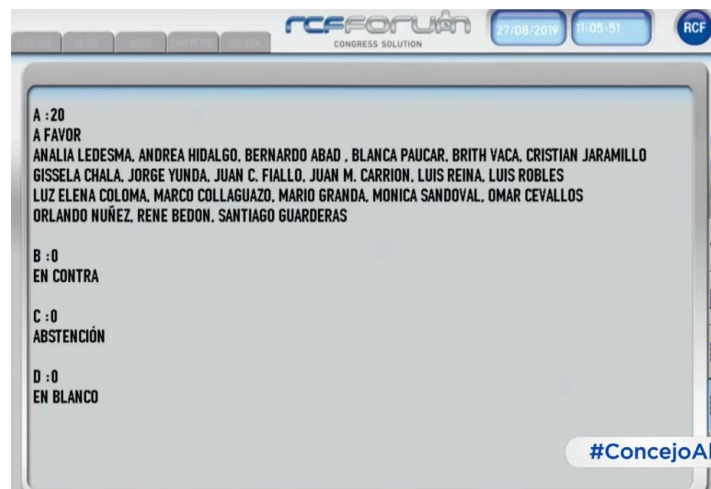 RCFFORUM
CONGRESS SOLUTION
27/08/2019
11:05:51
RCF
A :20
A FAVOR
ANALIA LEDESMA, ANDREA HIDALGO, BERNARDO ABAD , BLANCA PAUCAR, BRITH VACA, CRISTIAN JARAMILLO
GISSELA CHALA, JORGE YUNDA, JUAN C. FIALLO, JUAN M. CARRION, LUIS REINA, LUIS ROBLES
LUZ ELENA COLOMA, MARCO COLLAGUAZO, MARIO GRANDA, MONICA SANDOVAL, OMAR CEVALLOS
ORLANDO NUÑEZ, RENE BEDON, SANTIAGO GUARDERAS
B :0
EN CONTRA
C :0
ABSTENCIÓN
D :0
EN BLANCO
#ConcejoA